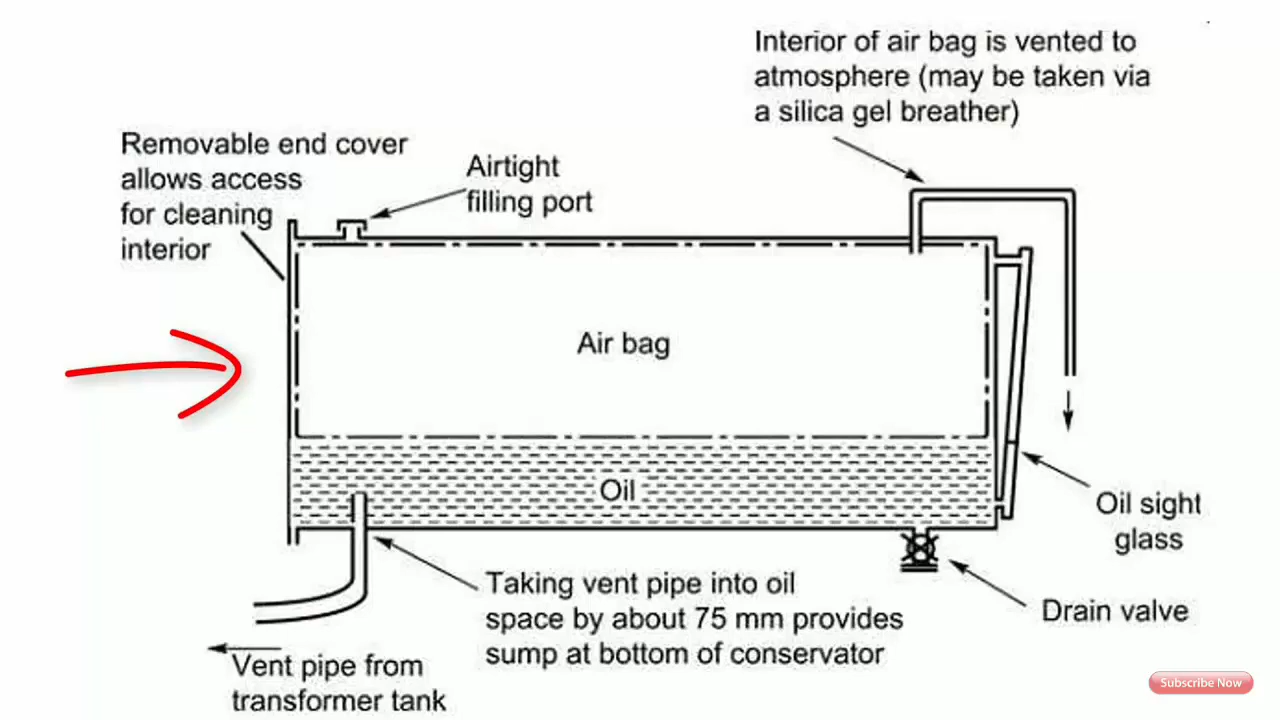 Interior of air bag is vented to
atmosphere (may be taken via
a silica gel breather)
Removable end cover
allows access
for cleaning
interior
Airtight
filling port
Air bag
Oil
Oil sight
glass
Taking vent pipe into oil
space by about 75 mm provides
sump at bottom of conservator
Drain valve
Vent pipe from
transformer tank
Subscribe Now